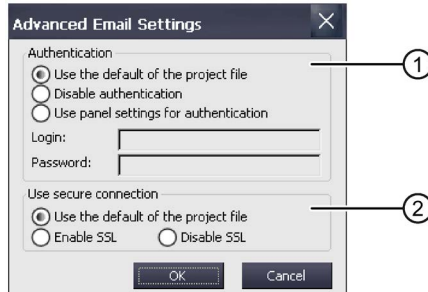 Advanced Email Settings
Authentication
Use the default of the project file
Disable authentication
Use panel settings for authentication
Login:
Password:
1
Use secure connection
Use the default of the project file
Enable SSL Disable SSL
2
OK Cancel